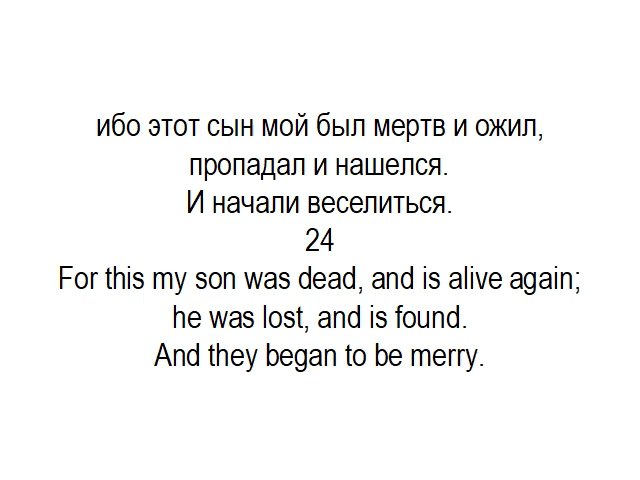 ибо этот сын мой был мертв и ожил,
пропадал и нашелся.
И начали веселиться.
24
For this my son was dead, and is alive again;
he was lost, and is found.
And they began to be merry.